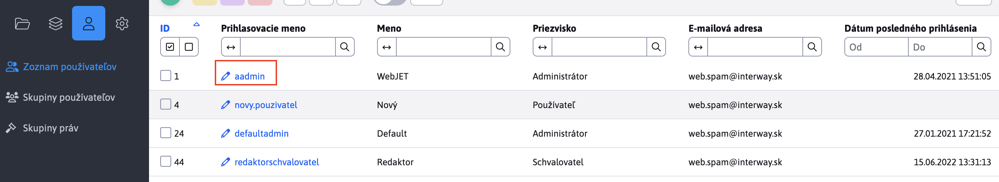 ID Prihlasovacie meno Meno Priezvisko E-mailová adresa Dátum posledného prihlásenia
Od Do
Zoznam používateľov
Skupiny používateľov
Skupiny práv
1 aadmin WebJET Administrátor web.spam@interway.sk 28.04.2021 13:51:05
4 novy.pouzivatel Nový Používateľ web.spam@interway.sk
24 defaultadmin Default Administrátor web.spam@interway.sk 27.01.2021 17:21:52
44 redaktorschvalovatel Redaktor Schvalovatel web.spam@interway.sk 15.06.2022 13:31:13